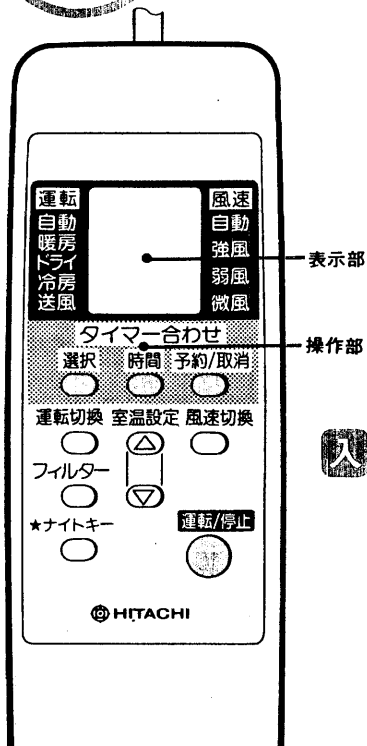 運転 風速
自動 自動
暖房 強風
ドライ 弱風
冷房 微風
送風
表示部
タイマー合わせ
操作部
選択 時間 予約/取消
運転切換 室温設定 風速切換
フィルター
入
★ナイトキー 運転/停止
HITACHI